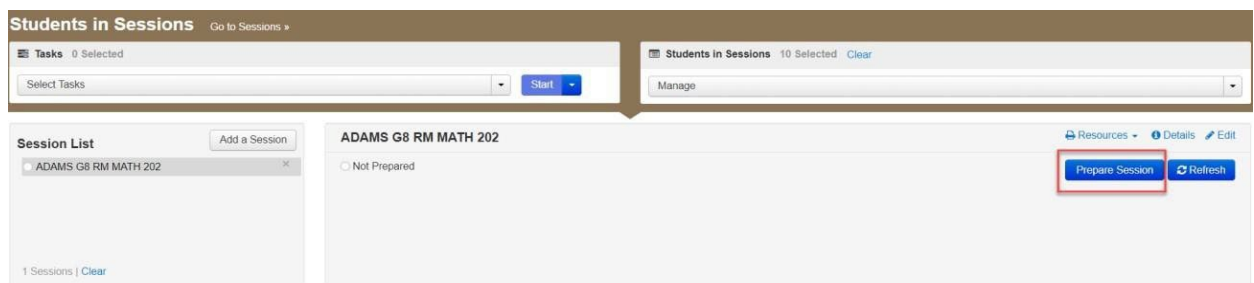 Students in Sessions Go to Sessions »
Tasks 0 Selected
Select Tasks
Start
Students in Sessions 10 Selected Clear
Manage
Session List
Add a Session
ADAMS G8 RM MATH 202 ×
1 Sessions | Clear
ADAMS G8 RM MATH 202
Resources Details Edit
Not Prepared
Prepare Session Refresh